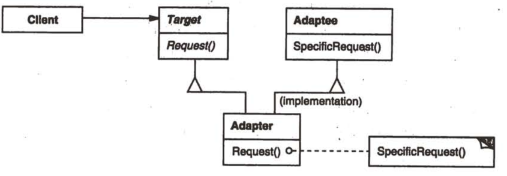 Client
Target
Request()
Adaptee
SpecificRequest()
(implementation)
Adapter
Request()
SpecificRequest()